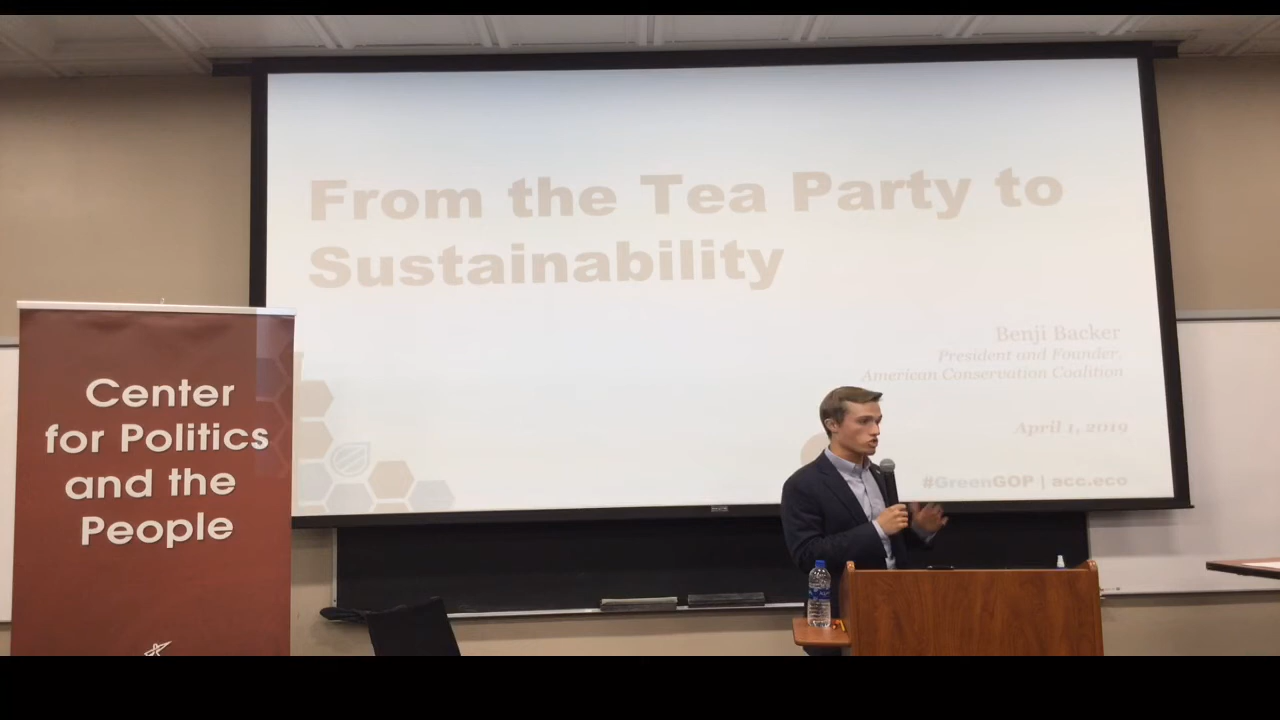 From the Tea Party to
Sustainability
Benji Backer
President and Founder,
American Conservation Coalition
April 1, 2019
#GreenGOP | acc.eco
Center
for Politics
and the
People